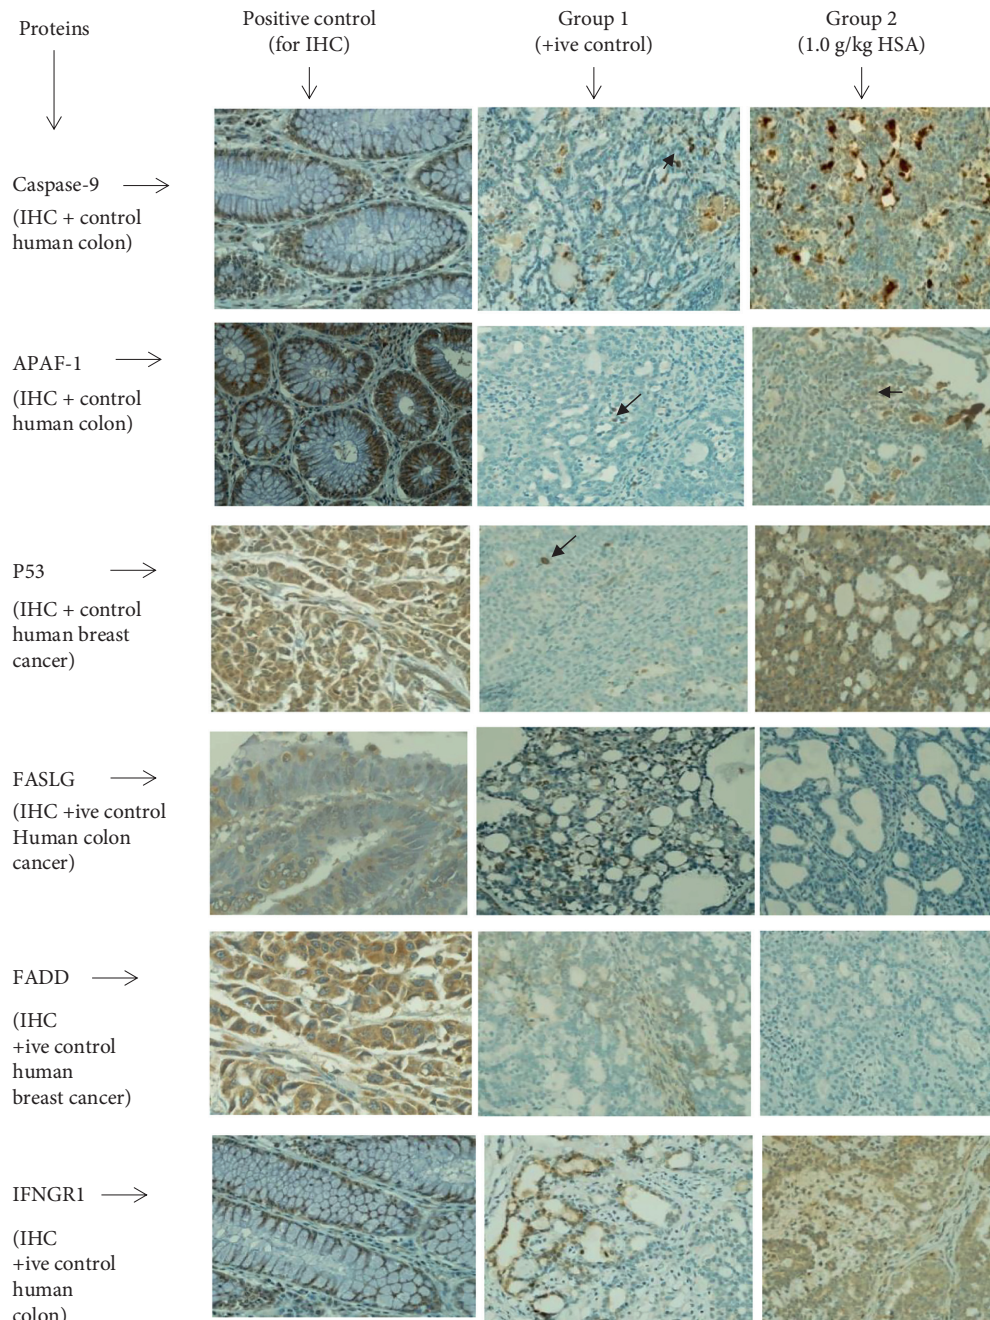 Proteins
Positive control
(for IHC)
Group 1
(+ive control)
Group 2
(1.0 g/kg HSA)
Caspase-9
(IHC + control
human colon)
APAF-1
(IHC + control
human colon)
P53
(IHC + control
human breast
cancer)
FASLG
(IHC +ive control
Human colon
cancer)
FADD
(IHC
+ive control
human
breast cancer)
IFNGR1
(IHC
+ive control
human
colon)